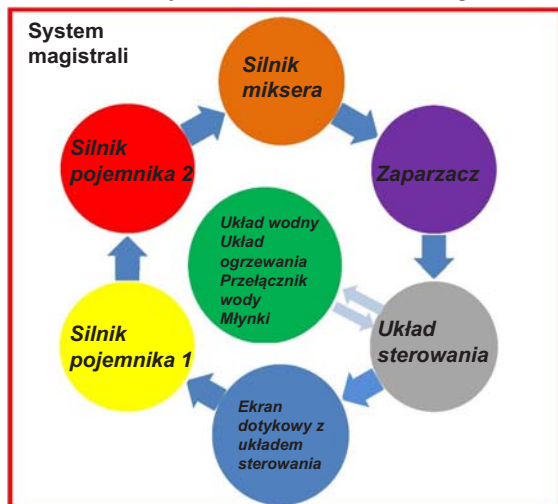 System
magistrali
Silnik
miksera
Silnik
pojemnika 2
Zaparzacz
Układ wodny
Układ
ogrzewania
Przełącznik
wody
Młynki
Silnik
pojemnika 1
Układ
sterowania
Ekran
dotykowy z
układem
sterowania